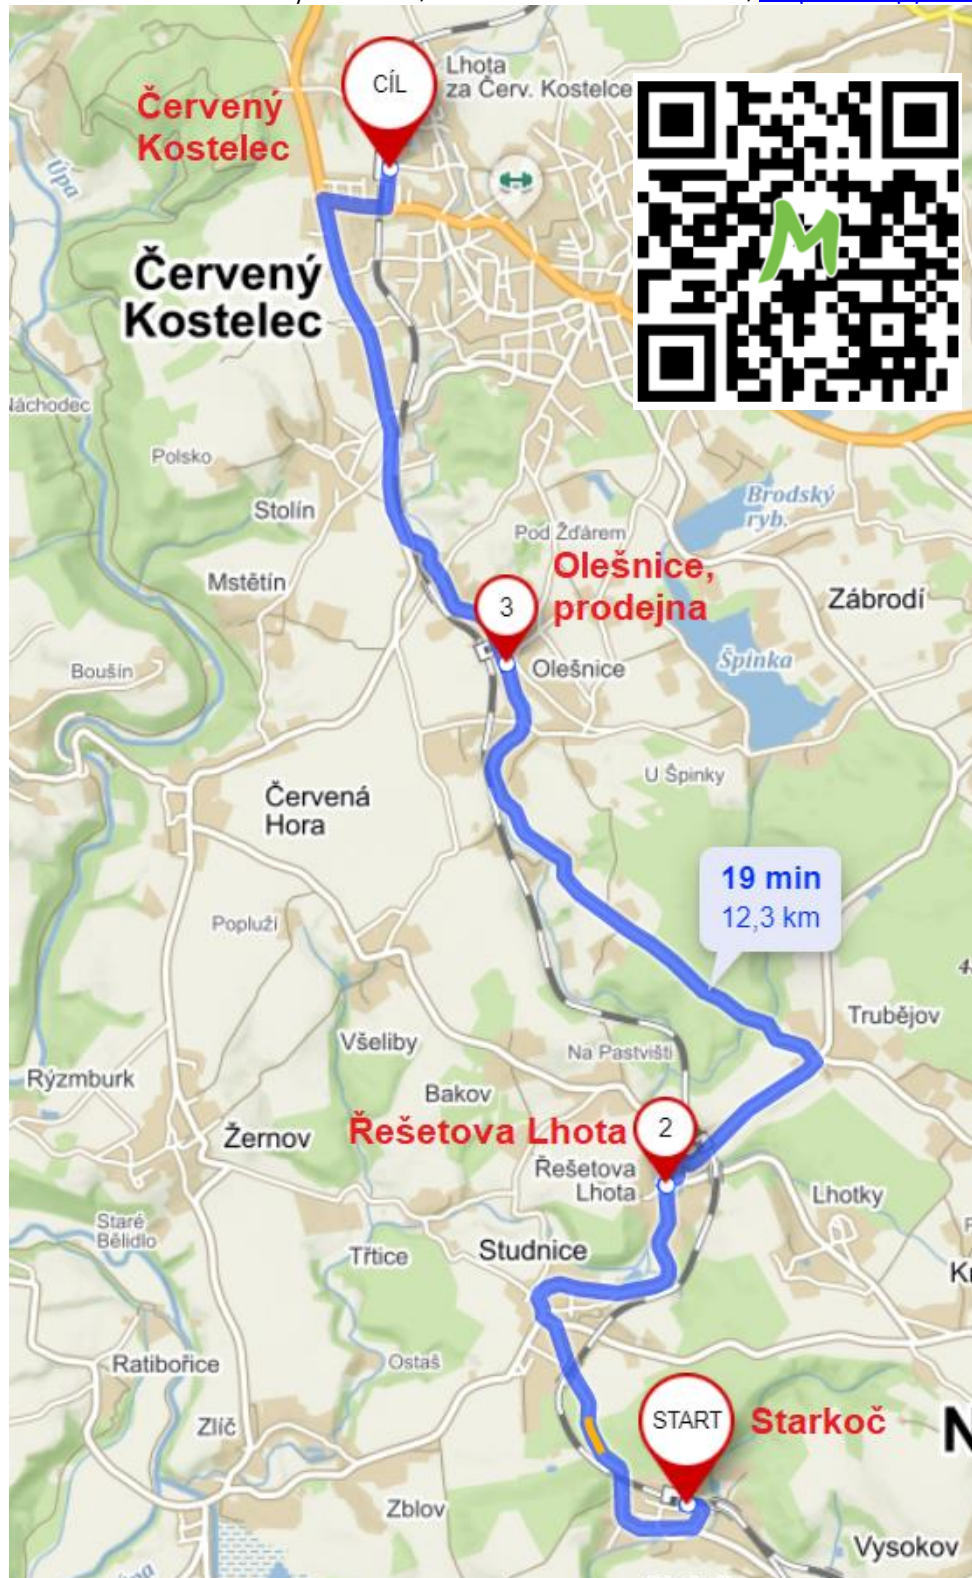 CÍL
Lhota
za Červ. Kostelce
Červený
Kostelec
Úpa
M
Červený
Kostelec
Polsko
Stolín
Brodský
ryb.
Pod Žďárem
Olešnice,
prodejna
Mstětín
3
Zábrodí
Boušín
Olešnice
Špinka
U Špinky
Červená
Hora
19 min
12,3 km
Popluží
Trubějov
Všeliby
Na Pastvišti
Rýzmburk
Bakov
Žernov
Řešetova Lhota
2
Řešetova
Lhota
Lhotky
Staré
Bělidlo
Třtice
Studnice
Ratibořice
Ostaš
Zlíč
START
Starkoč
N
Zblov
Vysokov